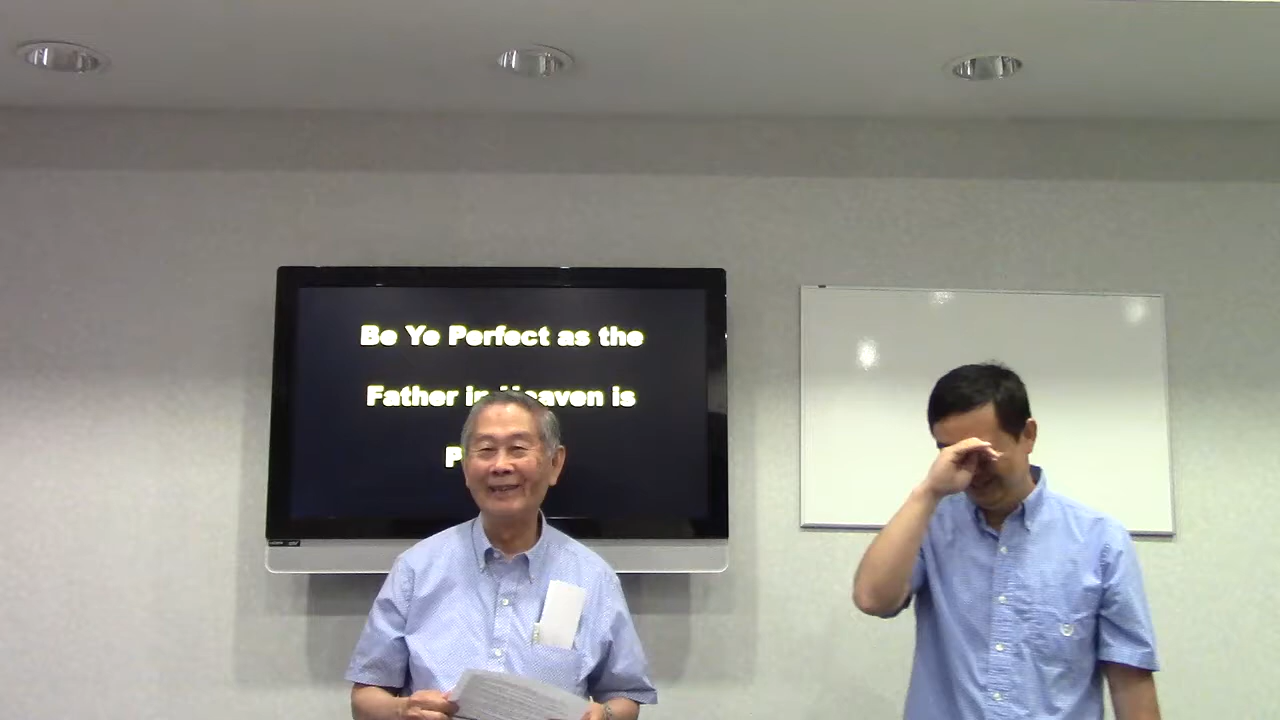 Be Ye Perfect as the
Father in Heaven is